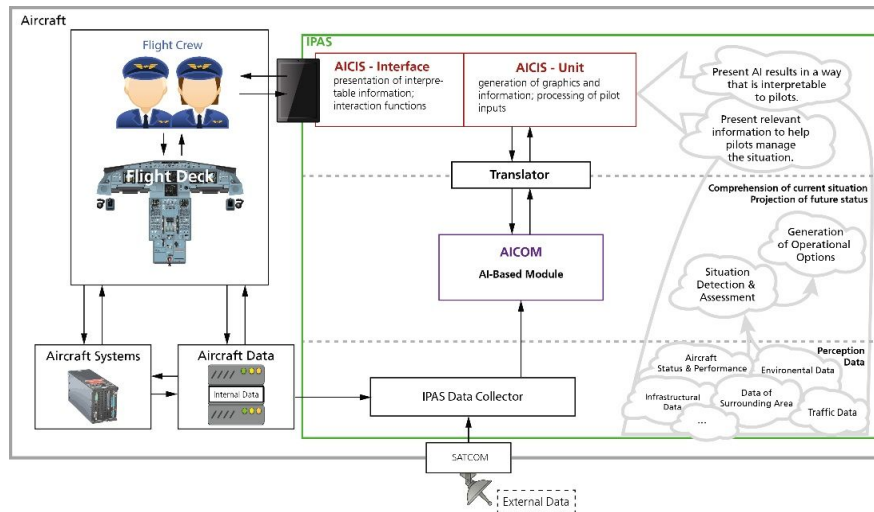 Aircraft
Flight Crew
Flight Deck
Aircraft Systems
Aircraft Data
Internal Data
IPAS
AICIS - Interface
presentation of interpre-
table information;
interaction functions
AICIS - Unit
generation of graphics and
information; processing of pilot
inputs
Translator
AICOM
AI-Based Module
IPAS Data Collector
SATCOM
External Data
Present AI results in a way
that is interpretable
to pilots.
Present relevant
information to help
pilots manage
the situation.
Comprehension of current situation
Projection of future status
Generation
of Operational
Options
Situation
Detection &
Assessment
Perception
Data
Aircraft
Status & Performance
Environental Data
Infrastructural
Data
Data of
Surrounding Area
Traffic Data
...